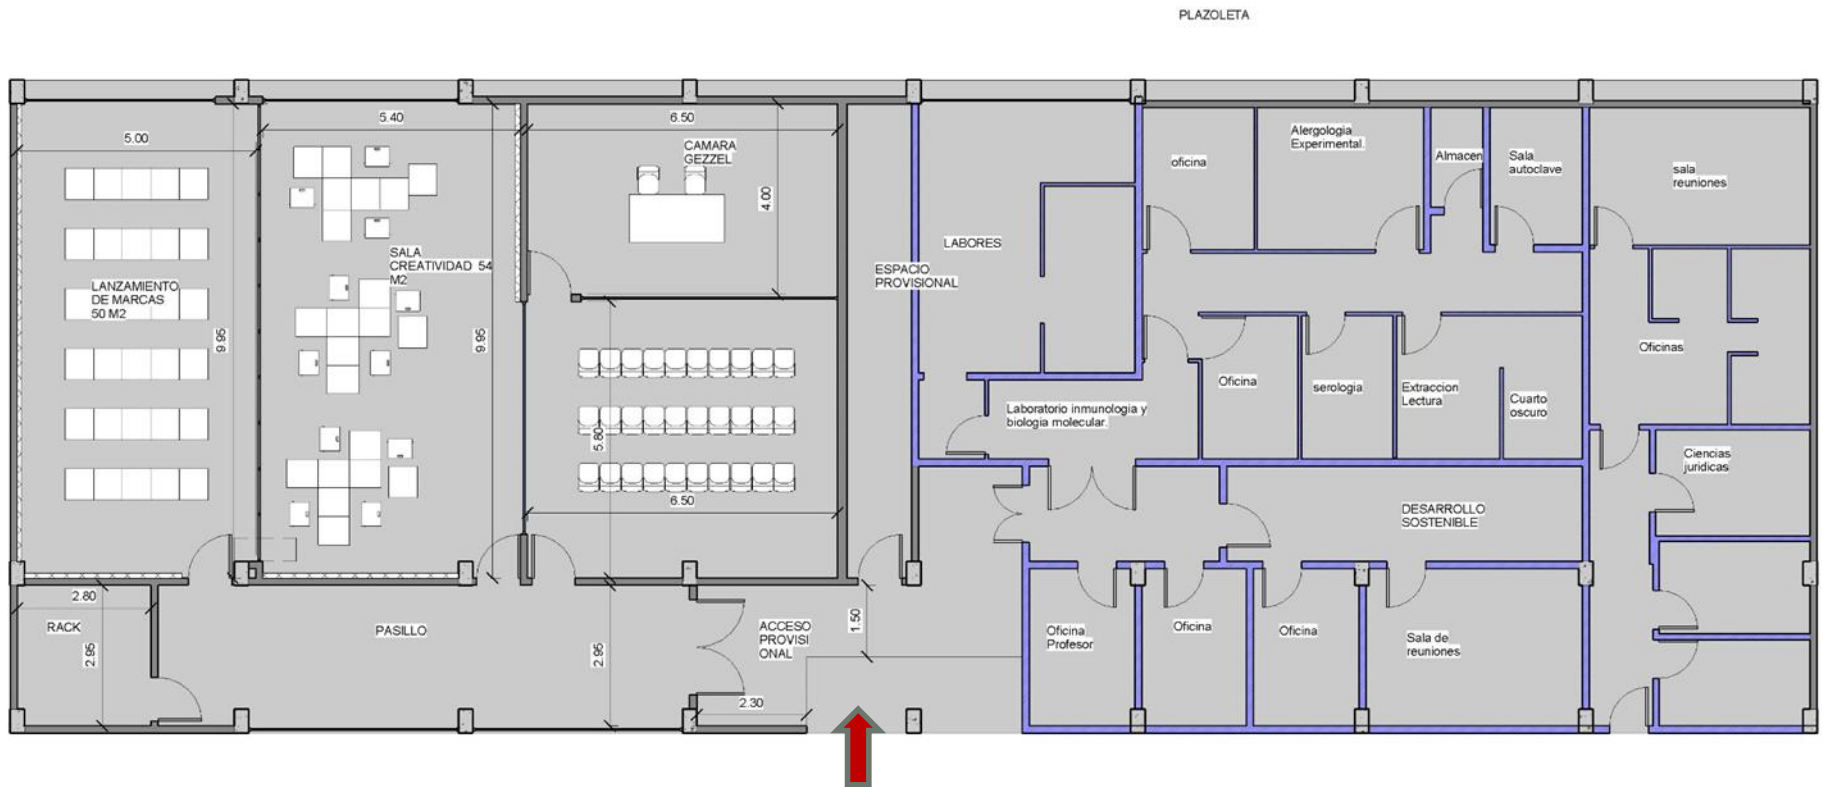 PLAZOLETA
5.00
5.40
6.50
CAMARA
GEZZEL
4.00
LANZAMIENTO
DE MARCAS
50 M2
9.95
SALA
CREATIVIDAD 54
M2
9.95
5.80
6.50
ESPACIO
PROVISIONAL
LABORES
oficina
Alergologia
Experimental.
Almacen
Sala
autoclave
sala
reuniones
Oficinas
Laboratorio inmunologia y
biologia molecular.
Oficina
serologia
Extraccion
Lectura
Cuarto
oscuro
Ciencias
juridicas
DESARROLLO
SOSTENIBLE
2.80
RACK
2.95
PASILLO
2.95
ACCESO
PROVISI
ONAL
1.50
2.30
Oficina
Profesor
Oficina
Oficina
Sala de
reuniones